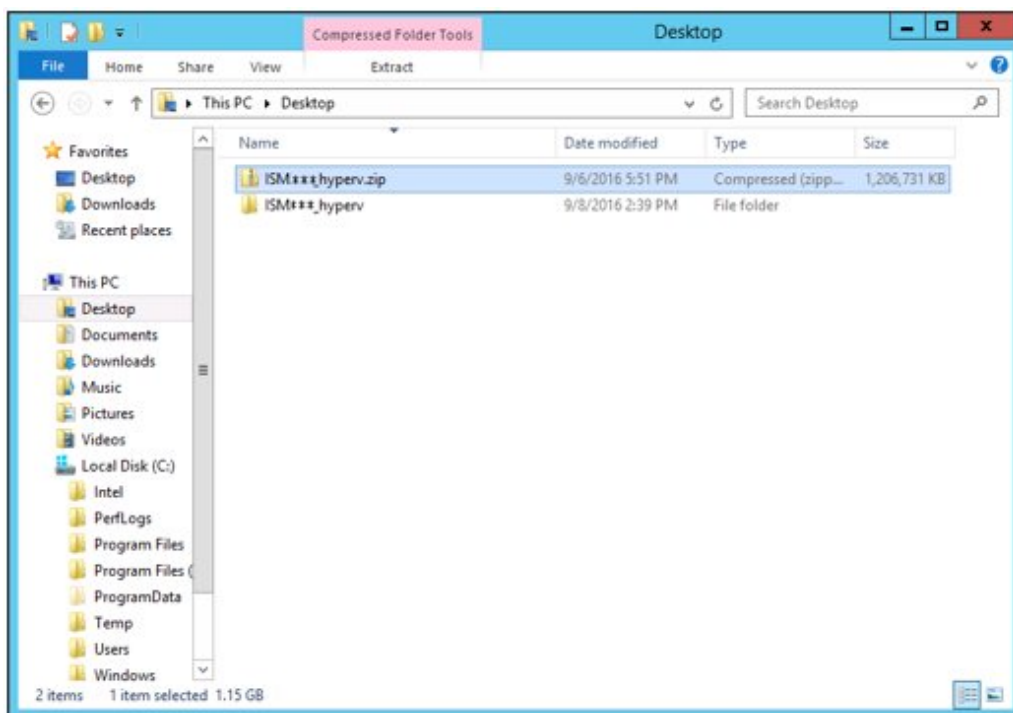 Compressed Folder Tools
Desktop
File Home Share View Extract
This PC Desktop
Search Desktop
Name Date modified Type Size
ISM***_hyperv.zip 9/6/2016 5:51 PM Compressed (zipp... 1,206,731 KB
ISM***_hyperv 9/8/2016 2:39 PM File folder
Favorites
Desktop
Downloads
Recent places
This PC
Desktop
Documents
Downloads
Music
Pictures
Videos
Local Disk (C:)
Intel
PerfLogs
Program Files
Program Files (
ProgramData
Temp
Users
Windows
2 items 1 item selected 1.15 GB